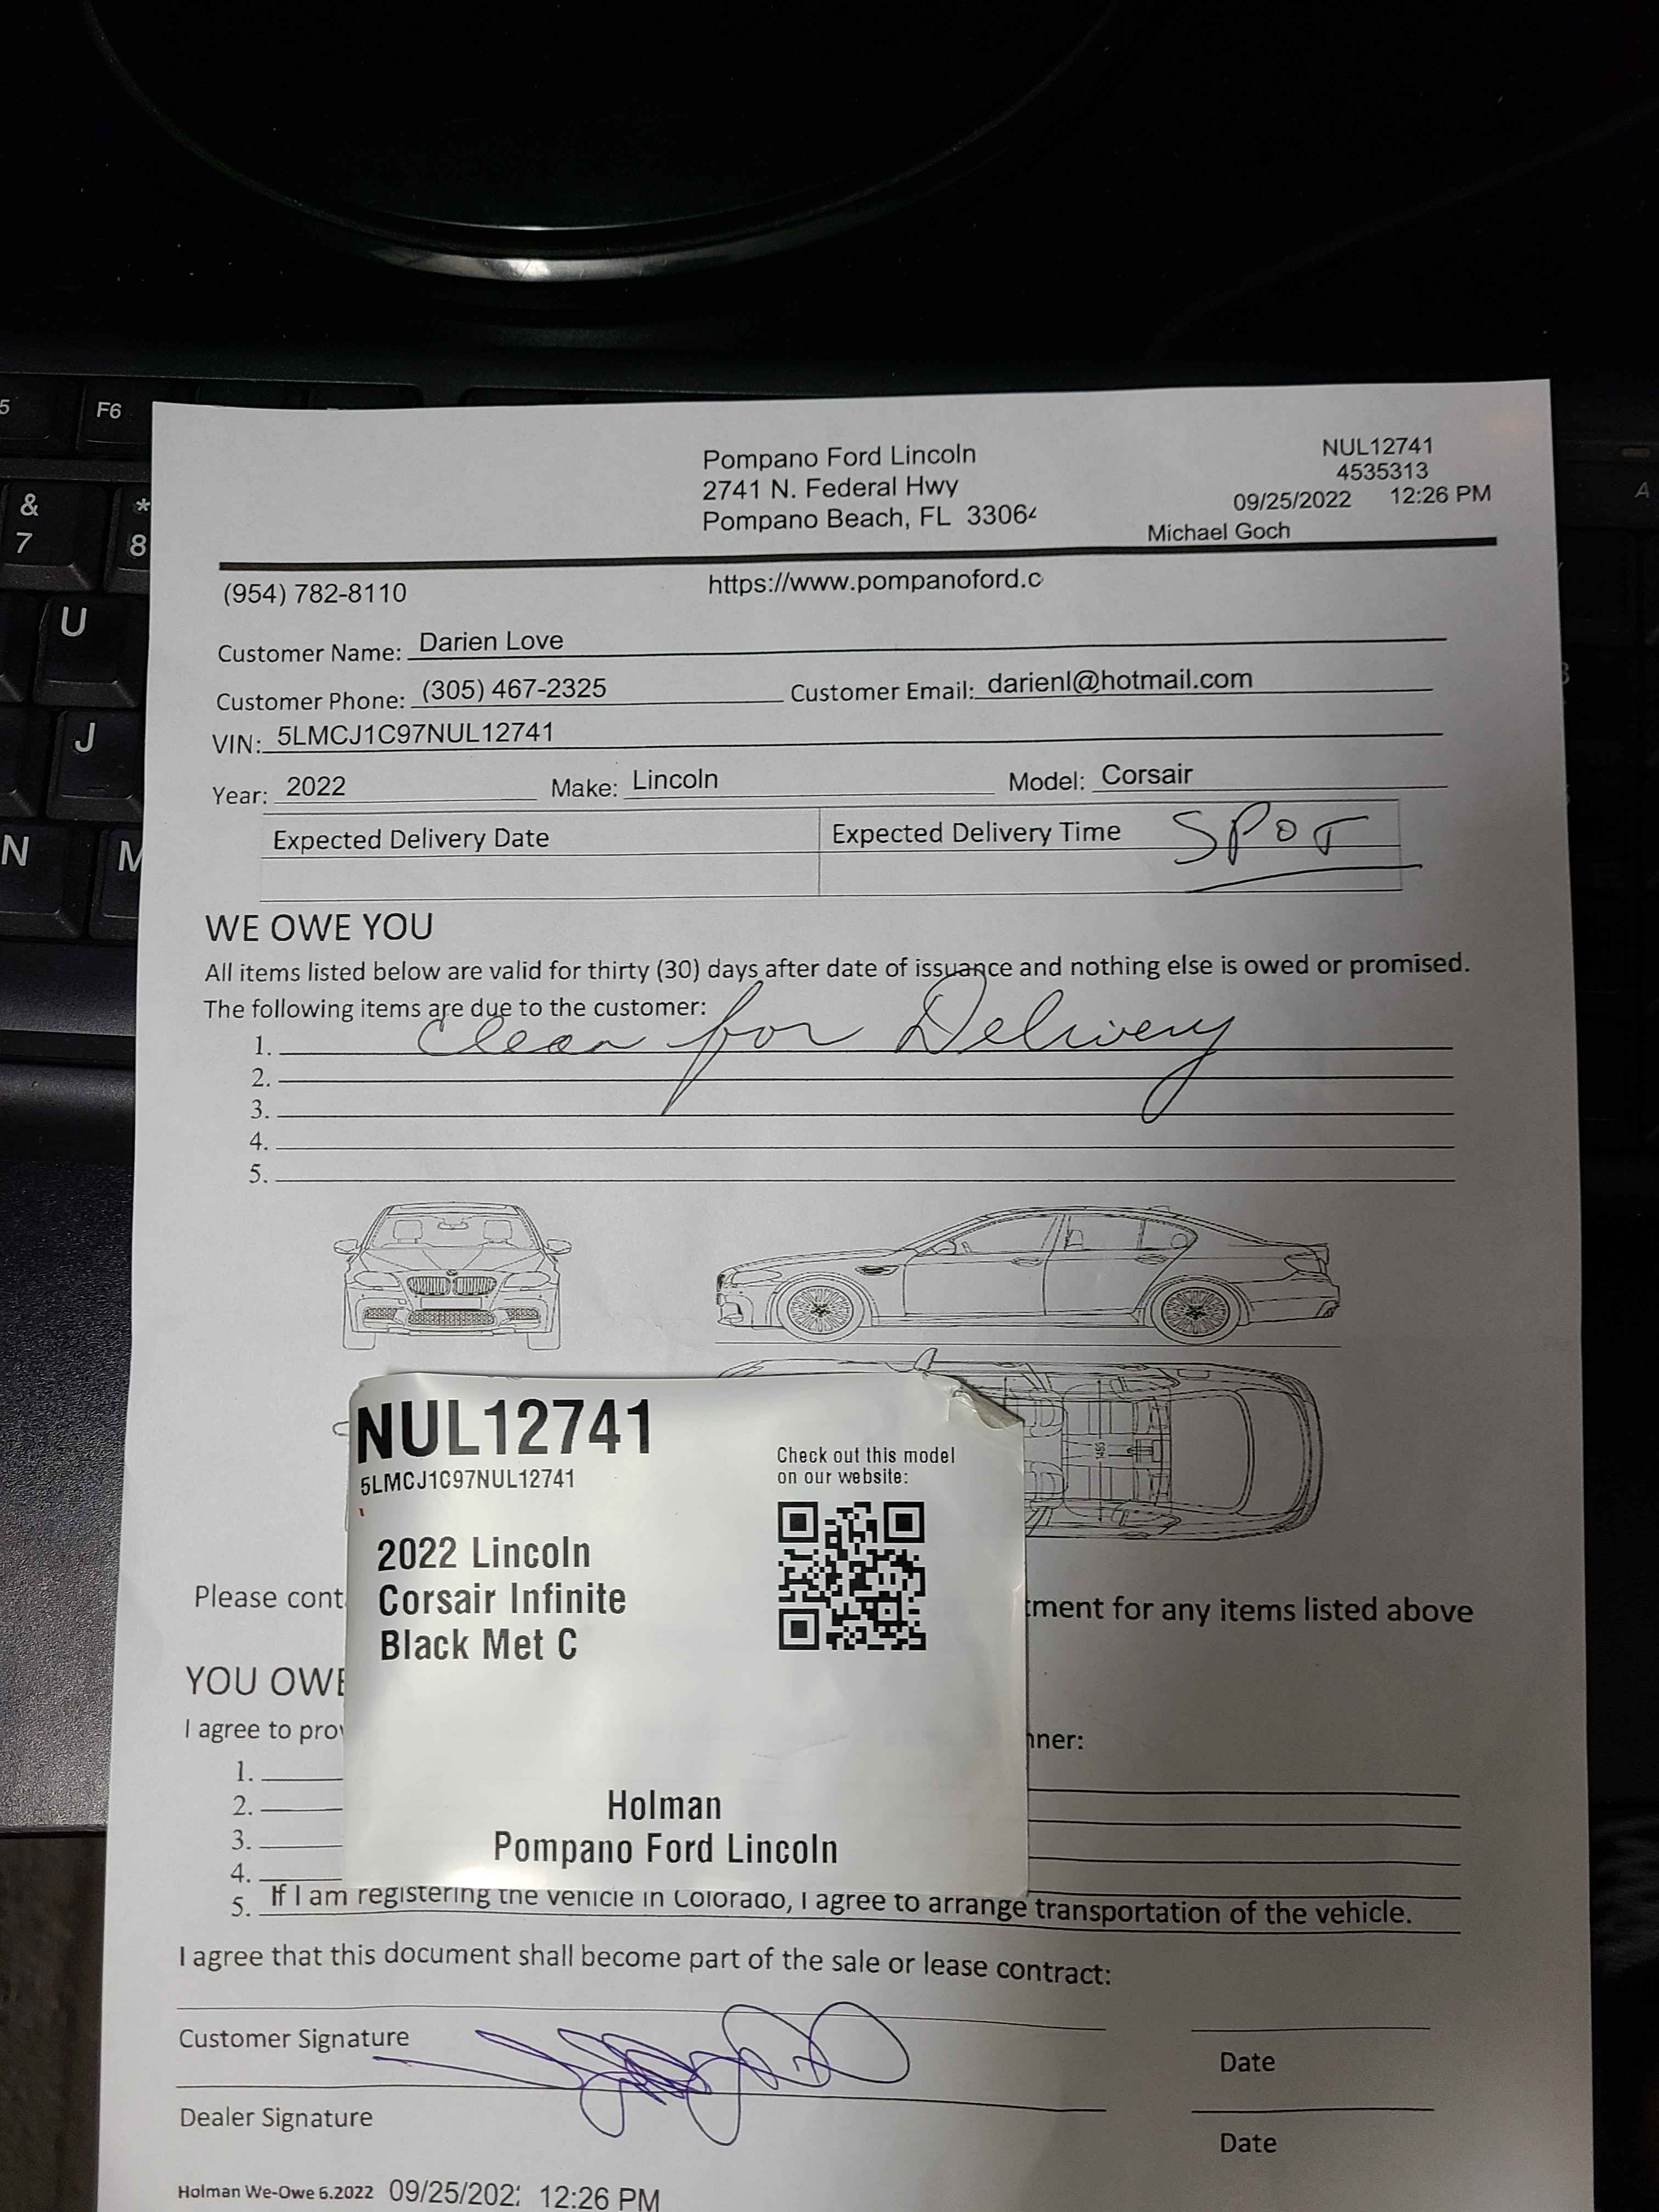 5
F6
&
7
*
8
U
J
N
M
A
Pompano Ford Lincoln
2741 N. Federal Hwy
Pompano Beach, FL 33064
NUL12741
4535313
09/25/2022 12:26 PM
Michael Goch
(954) 782-8110
https://www.pompanoford.c
Customer Name: Darien Love
Customer Phone: (305) 467-2325 Customer Email: darienl@hotmail.com
VIN: 5LMCJ1C97NUL12741
Year: 2022 Make: Lincoln Model: Corsair
Expected Delivery Date Expected Delivery Time SPOT
WE OWE YOU
All items listed below are valid for thirty (30) days after date of issuance and nothing else is owed or promised.
The following items are due to the customer:
1. Clean for Delivery
2.
3.
4.
5.
1485
NUL12741
5LMCJ1C97NUL12741
Check out this model
on our website:
2022 Lincoln
Corsair Infinite
Black Met C
Holman
Pompano Ford Lincoln
Please cont
tment for any items listed above
YOU OWE
I agree to prov
nner:
1.
2.
3.
4.
5. If I am registering the vehicle in Colorado, I agree to arrange transportation of the vehicle.
I agree that this document shall become part of the sale or lease contract:
Customer Signature
Date
Dealer Signature
Date
Holman We-Owe 6.2022 09/25/202 12:26 PM